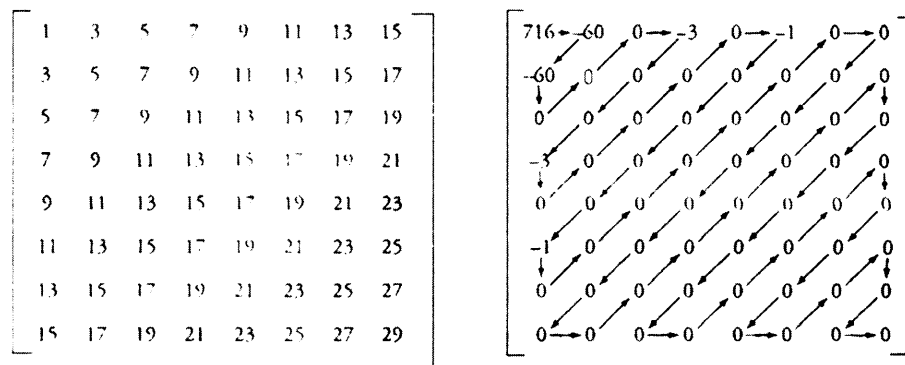 1 3 5 7 9 11 13 15
3 5 7 9 11 13 15 17
5 7 9 11 13 15 17 19
7 9 11 13 15 17 19 21
9 11 13 15 17 19 21 23
11 13 15 17 19 21 23 25
13 15 17 19 21 23 25 27
15 17 19 21 23 25 27 29
716 -60 0 -3 0 -1 0 0
-60 0 0 0 0 0 0 0
0 0 0 0 0 0 0 0
-3 0 0 0 0 0 0 0
0 0 0 0 0 0 0 0
-1 0 0 0 0 0 0 0
0 0 0 0 0 0 0 0
0 0 0 0 0 0 0 0